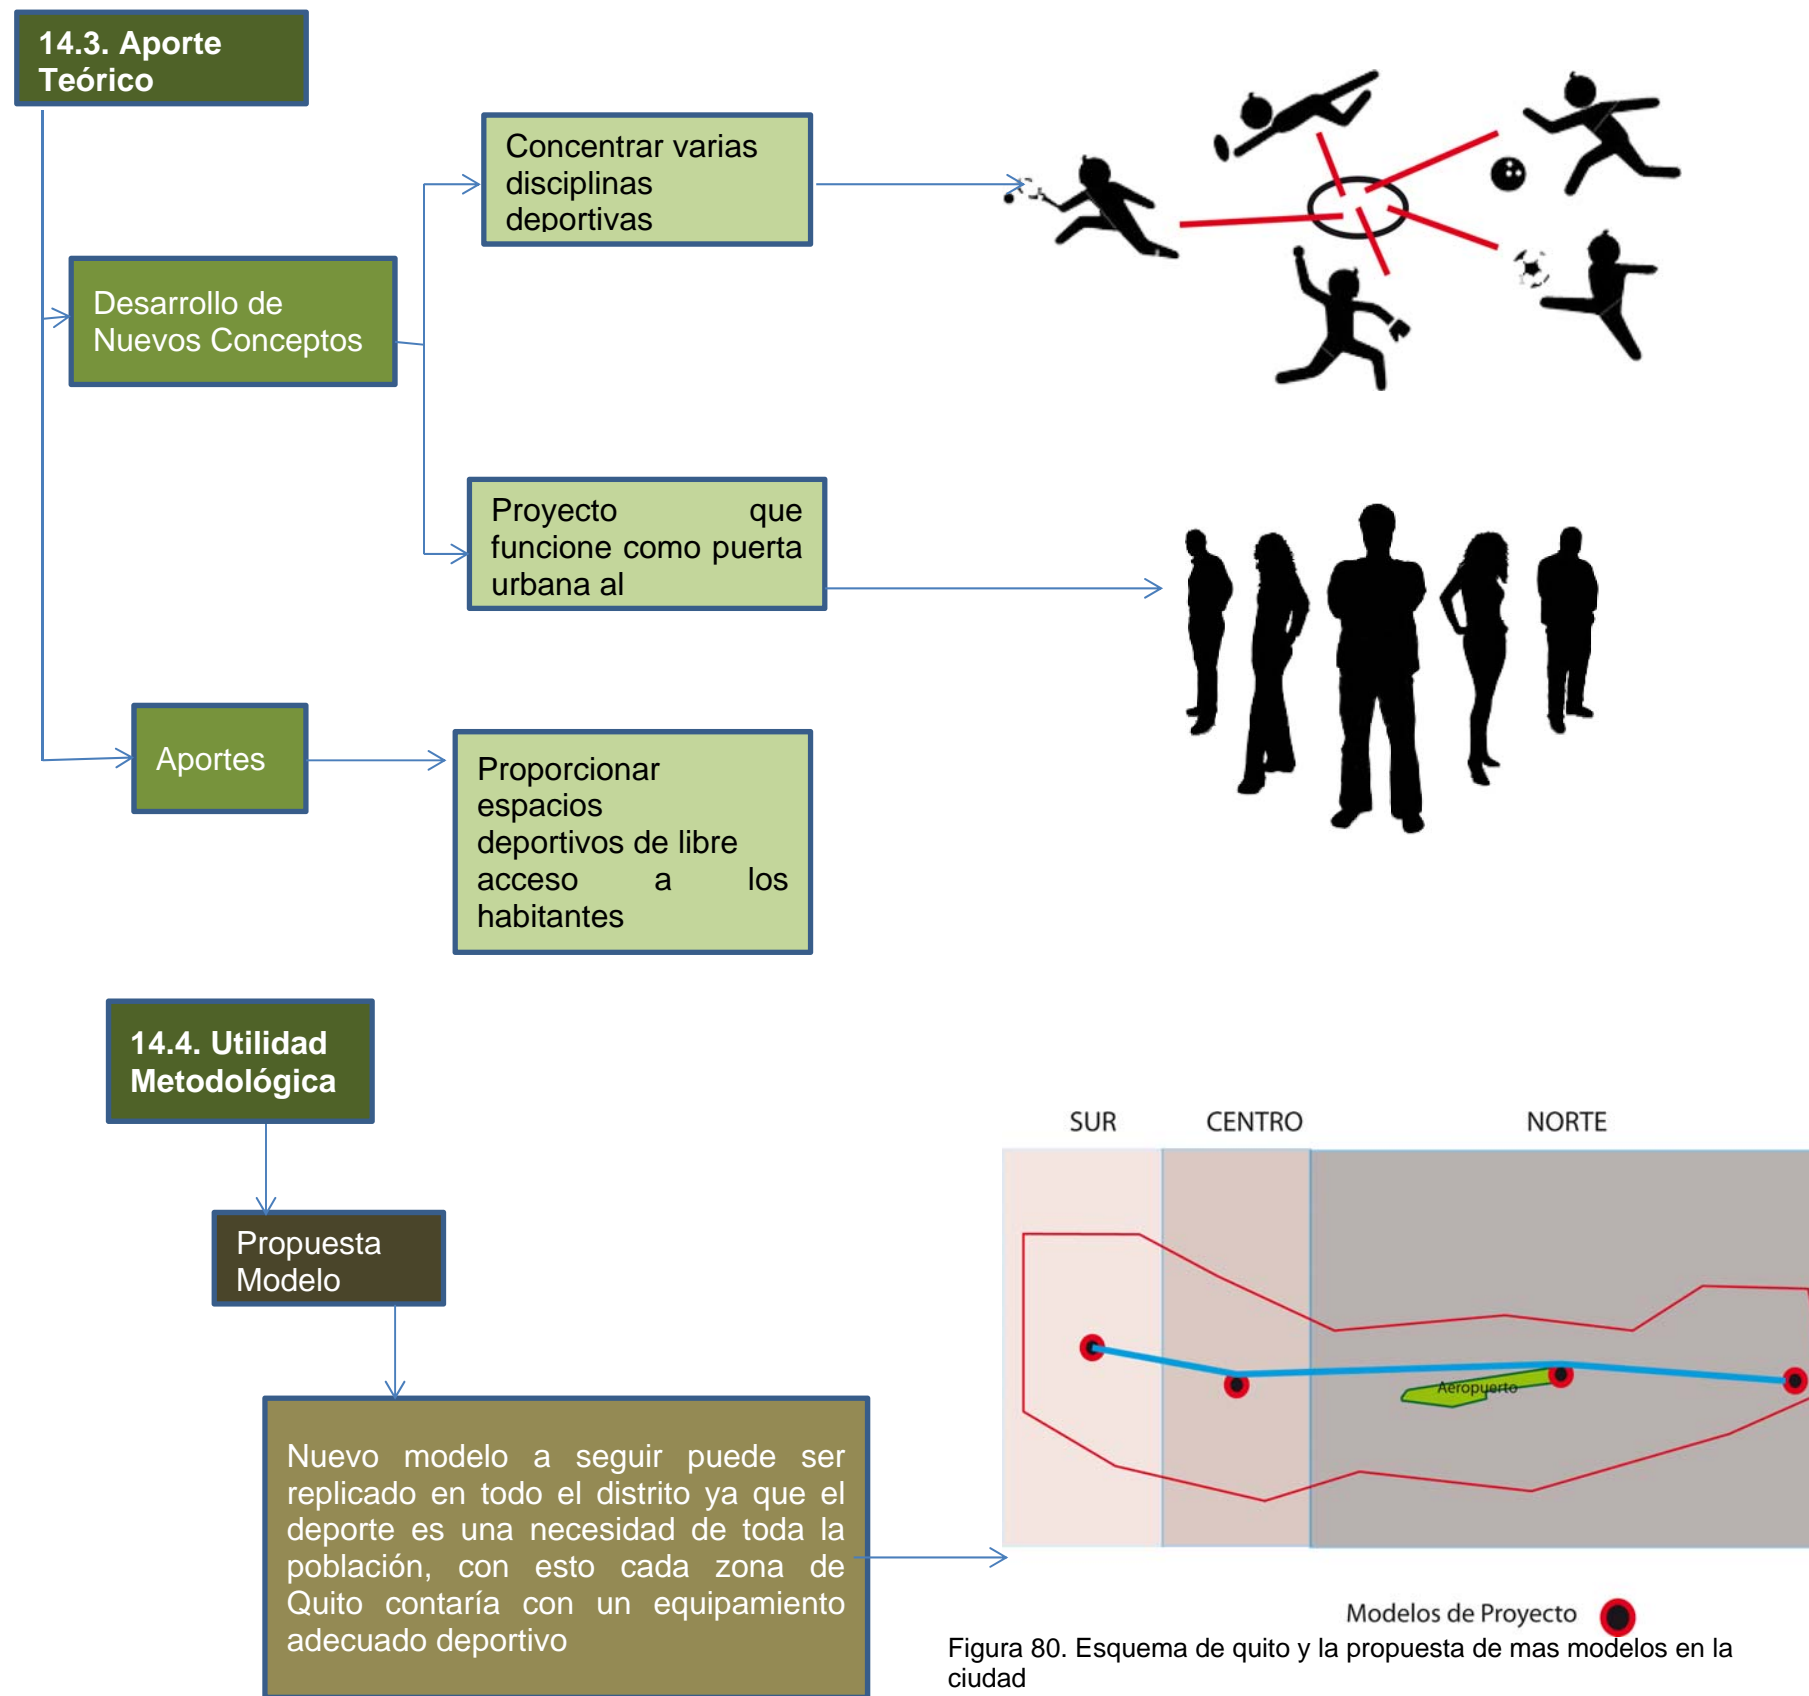 14.3. Aporte
Teórico
Concentrar varias
disciplinas
deportivas
Desarrollo de
Nuevos Conceptos
Proyecto que
funcione como puerta
urbana al
Aportes
Proporcionar
espacios
deportivos de libre
acceso a los
habitantes
14.4. Utilidad
Metodológica
Propuesta
Modelo
Nuevo modelo a seguir puede ser
replicado en todo el distrito ya que el
deporte es una necesidad de toda la
población, con esto cada zona de
Quito contaría con un equipamiento
adecuado deportivo
SUR CENTRO NORTE
Aeropuerto
Modelos de Proyecto
Figura 80. Esquema de quito y la propuesta de mas modelos en la
ciudad